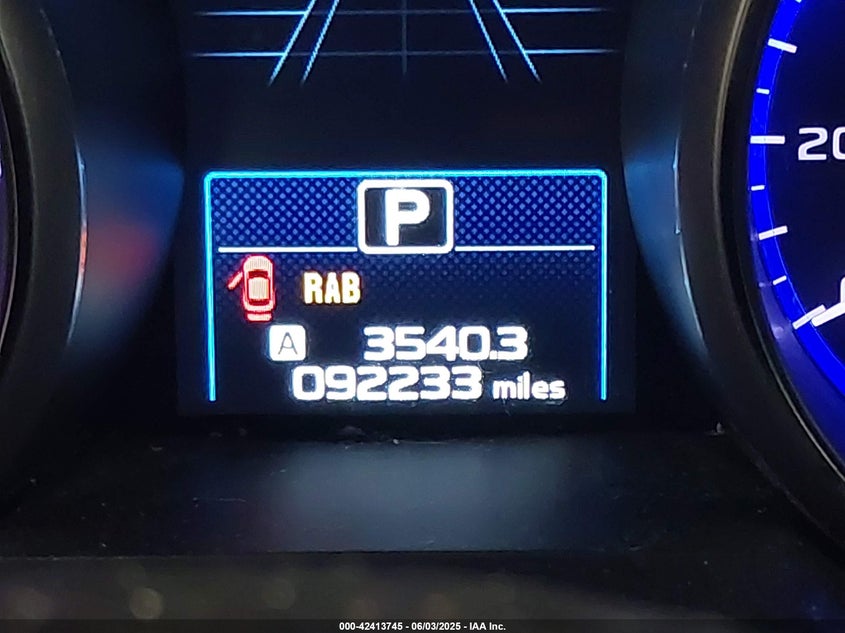 20
P
RAB
A 3540.3
092233 miles
000-42413745 - 06/03/2025 - IAA Inc.